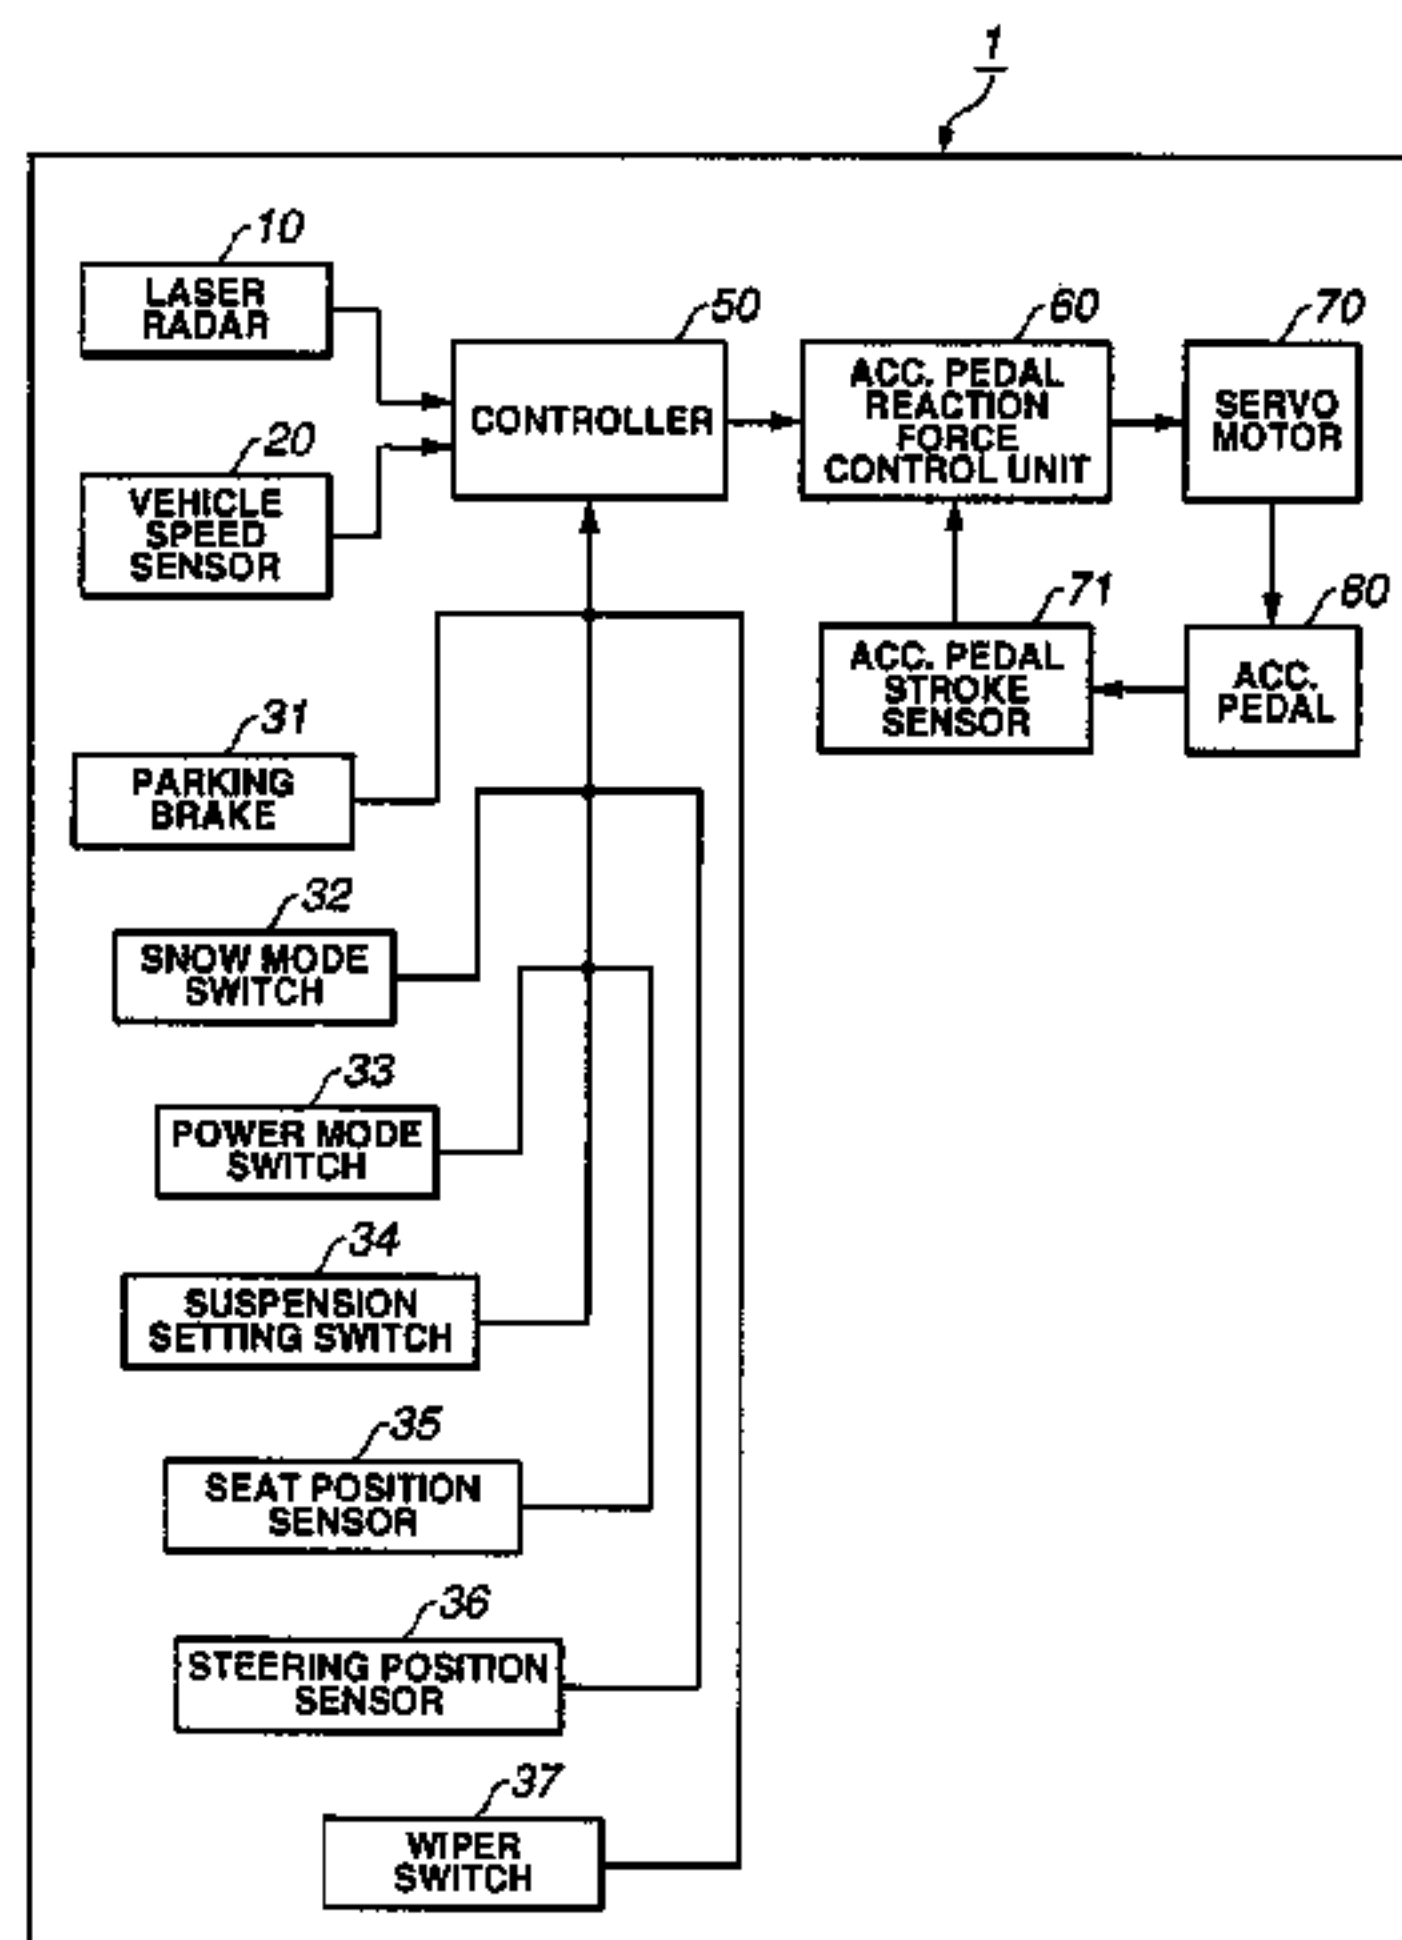 1
10
LASER
RADAR
50
CONTROLLER
60
ACC. PEDAL
REACTION
FORCE
CONTROL UNIT
70
SERVO
MOTOR
20
VEHICLE
SPEED
SENSOR
71
ACC. PEDAL
STROKE
SENSOR
80
ACC.
PEDAL
31
PARKING
BRAKE
32
SNOW MODE
SWITCH
33
POWER MODE
SWITCH
34
SUSPENSION
SETTING SWITCH
35
SEAT POSITION
SENSOR
36
STEERING POSITION
SENSOR
37
WIPER
SWITCH